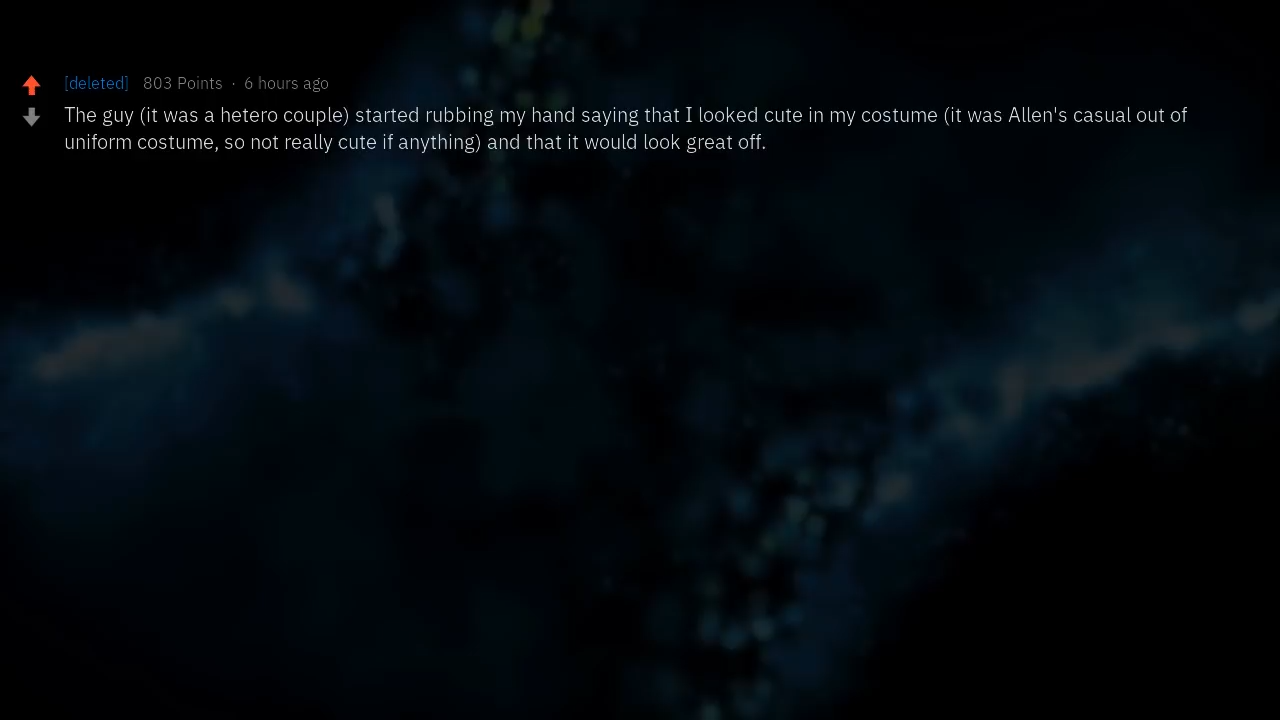 [deleted] 803 Points · 6 hours ago
The guy (it was a hetero couple) started rubbing my hand saying that I looked cute in my costume (it was Allen's casual out of
uniform costume, so not really cute if anything) and that it would look great off.